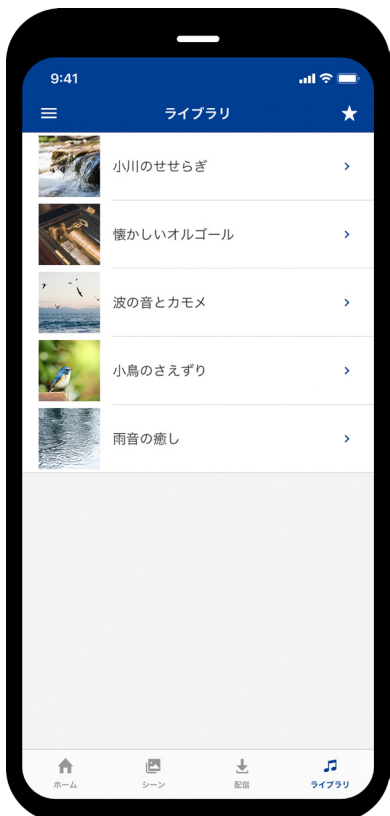 9:41
ライブラリ
小川のせせらぎ
懐かしいオルゴール
波の音とカモメ
小鳥のさえずり
雨音の癒し
ホーム
シーン
配信
ライブラリ